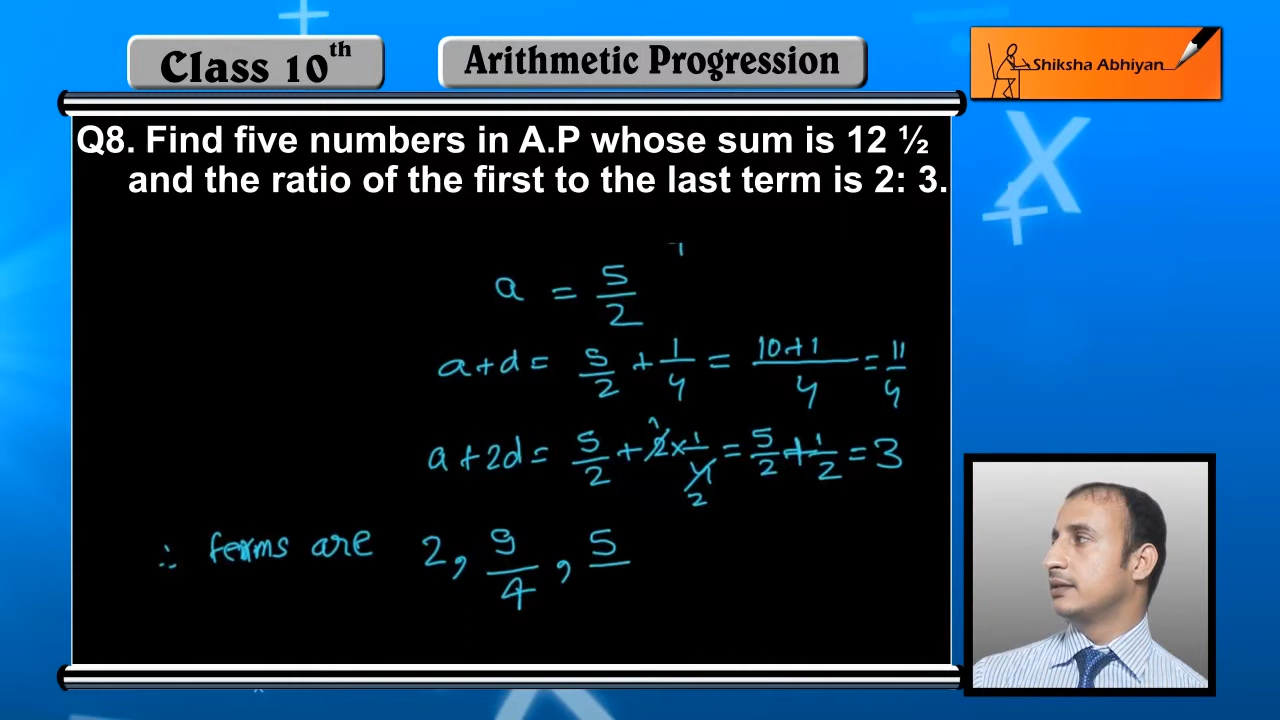 Class 10th
Arithmetic Progression
Shiksha Abhiyan
Q8. Find five numbers in A.P whose sum is 12 ½
and the ratio of the first to the last term is 2: 3.
a = 5/2
a+d = 5/2 + 1/4 = 10+1/4 = 11/4
a+2d = 5/2 + 2×1/4 = 5/2 + 1/2 = 3
∴ terms are 2, 9/4, 5